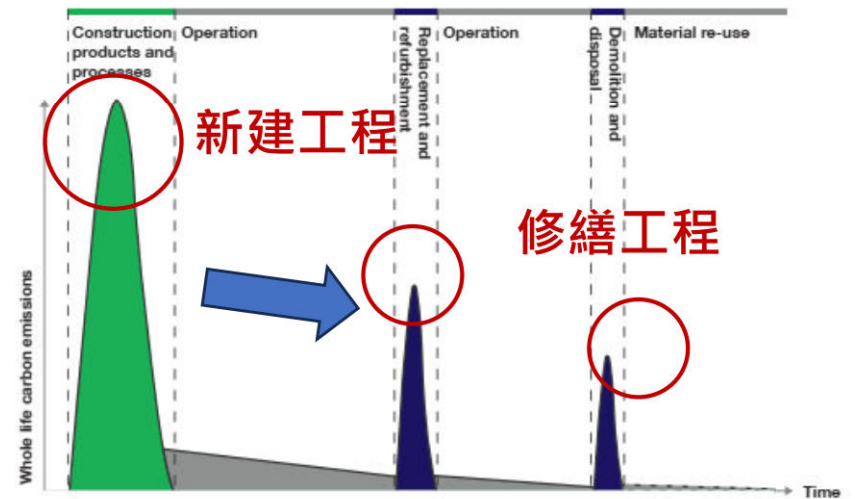 Construction
products and
processes
Operation
Replacement and
refurbishment
Operation
Demolition and
disposal
Material re-use
新建工程
修繕工程
Whole life carbon emissions
Time